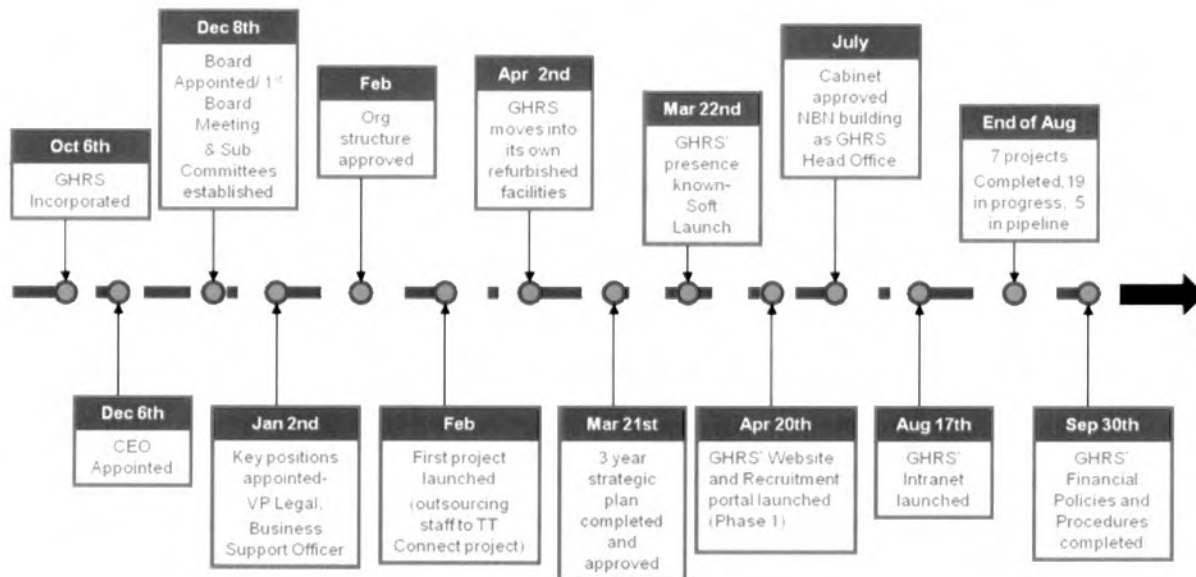 Oct 6th
GHRS
Incorporated
Dec 6th
CEO
Appointed
Dec 8th
Board
Appointed/ 1st
Board
Meeting
& Sub
Committees
established
Jan 2nd
Key positions
appointed-
VP Legal,
Business
Support Officer
Feb
Org
structure
approved
Feb
First project
launched
(outsourcing
staff to TT
Connect project)
Apr 2nd
GHRS
moves into
its own
refurbished
facilities
Mar 21st
3 year
strategic
plan
completed
and
approved
Mar 22nd
GHRS'
presence
known-
Soft
Launch
Apr 20th
GHRS' Website
and Recruitment
portal launched
(Phase 1)
July
Cabinet
approved
NBN building
as GHRS
Head Office
Aug 17th
GHRS'
Intranet
launched
End of Aug
7 projects
Completed, 19
in progress, 5
in pipeline
Sep 30th
GHRS'
Financial
Policies and
Procedures
completed